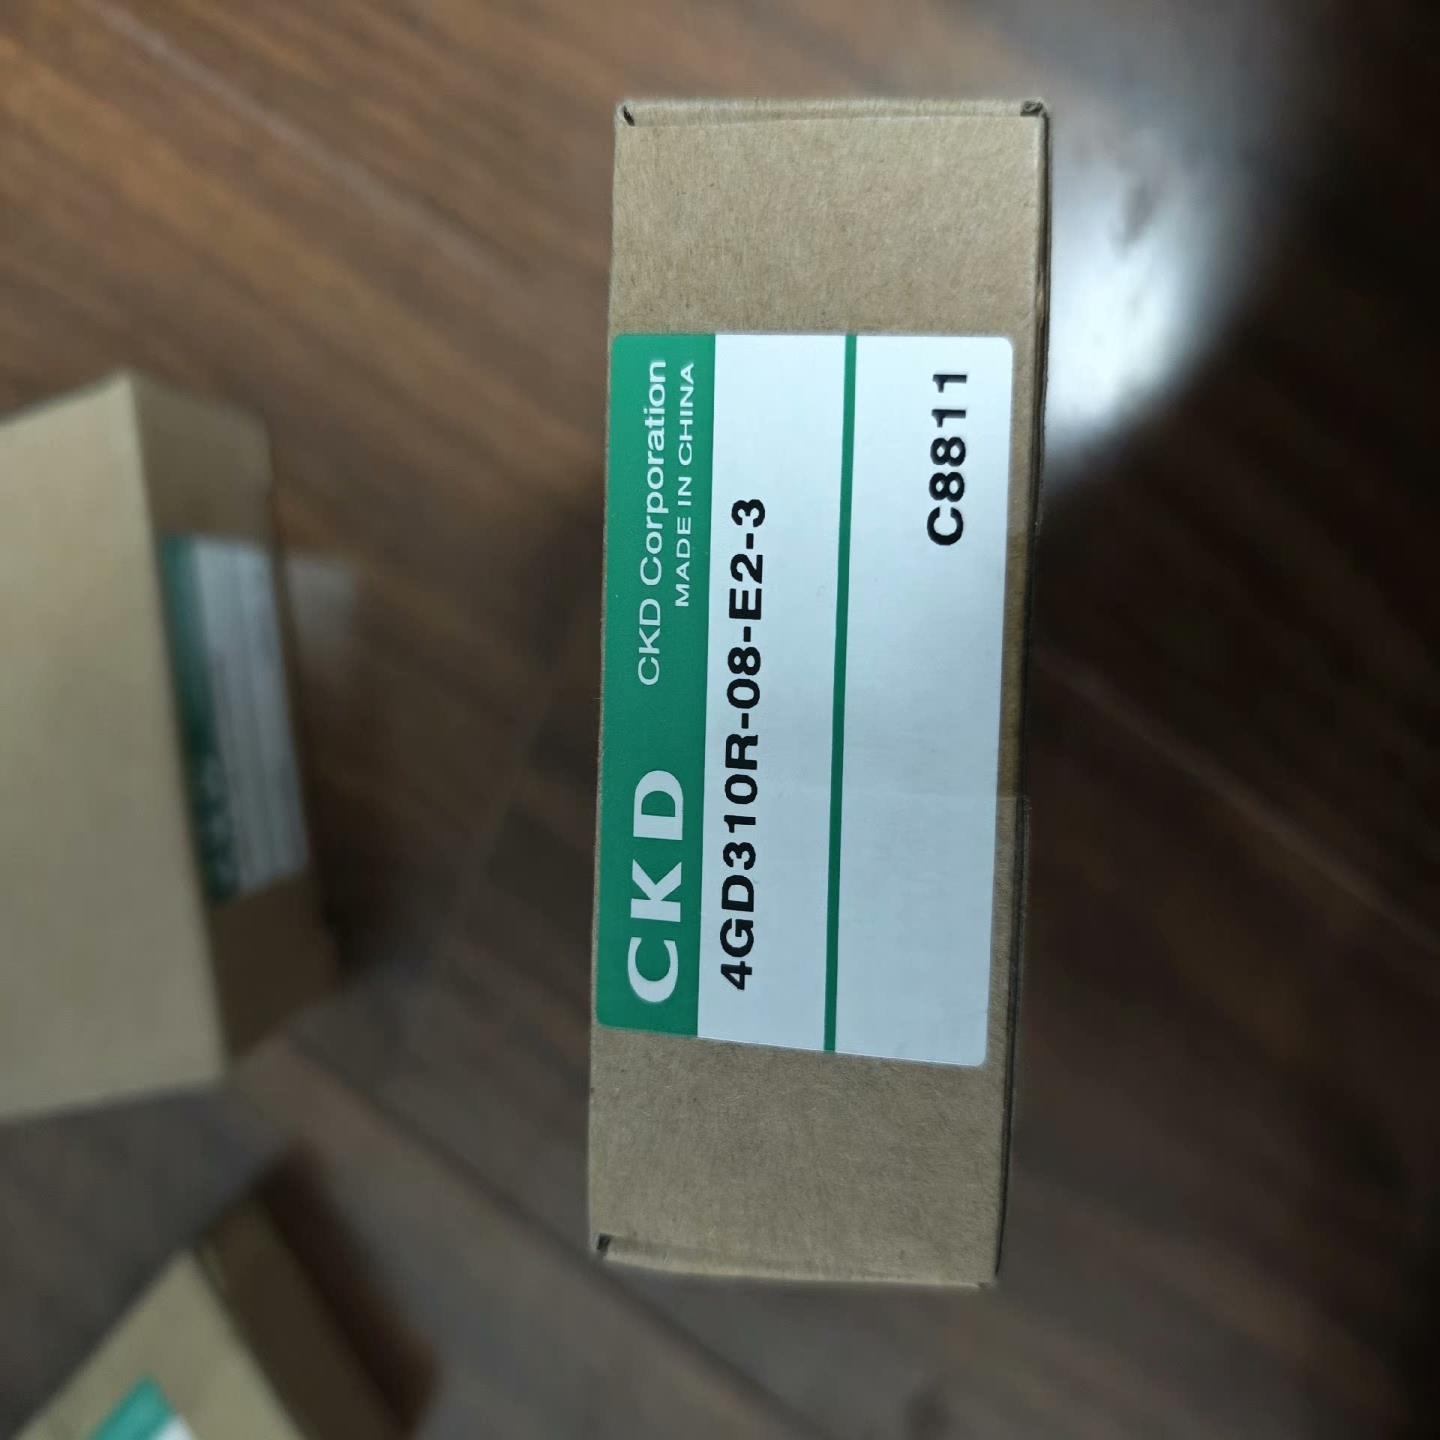 CKD
CKD Corporation
MADE IN CHINA
4GD310R-08-E2-3
C8811